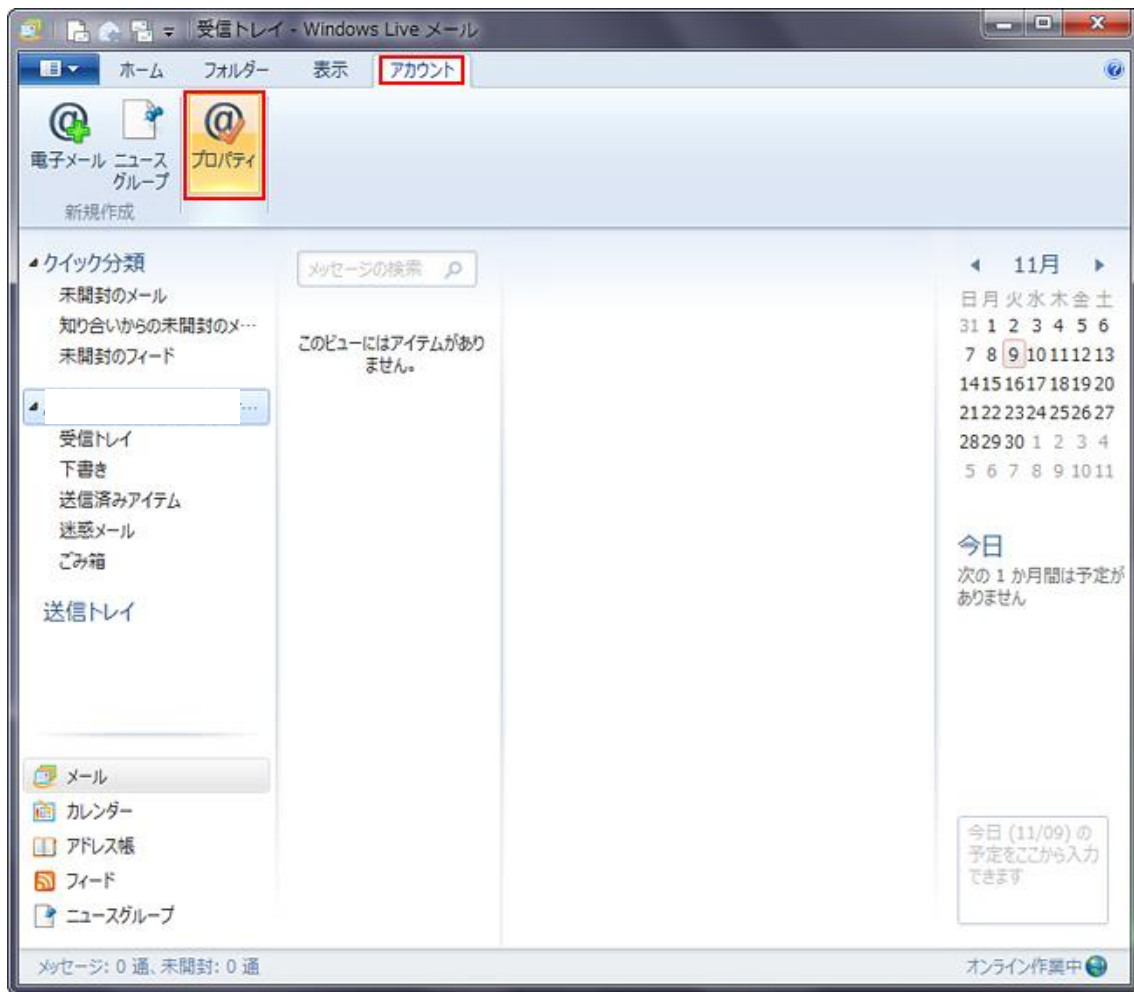 受信トレイ - Windows Live メール
ホーム フォルダー 表示 アカウント
電子メール ニュース グループ プロパティ
新規作成
クイック分類
未開封のメール
知り合いからの未開封のメ…
未開封のフィード
…
受信トレイ
下書き
送信済みアイテム
迷惑メール
ごみ箱
送信トレイ
メール
カレンダー
アドレス帳
フィード
ニュースグループ
メッセージの検索
このビューにはアイテムがあり
ません。
11月
日 月 火 水 木 金 土
31 1 2 3 4 5 6
7 8 9 10 11 12 13
14 15 16 17 18 19 20
21 22 23 24 25 26 27
28 29 30 1 2 3 4
5 6 7 8 9 10 11
今日
次の 1 か月間は予定が
ありません
今日 (11/09) の
予定をここから入力
できます
メッセージ: 0 通、未開封: 0 通
オンライン作業中